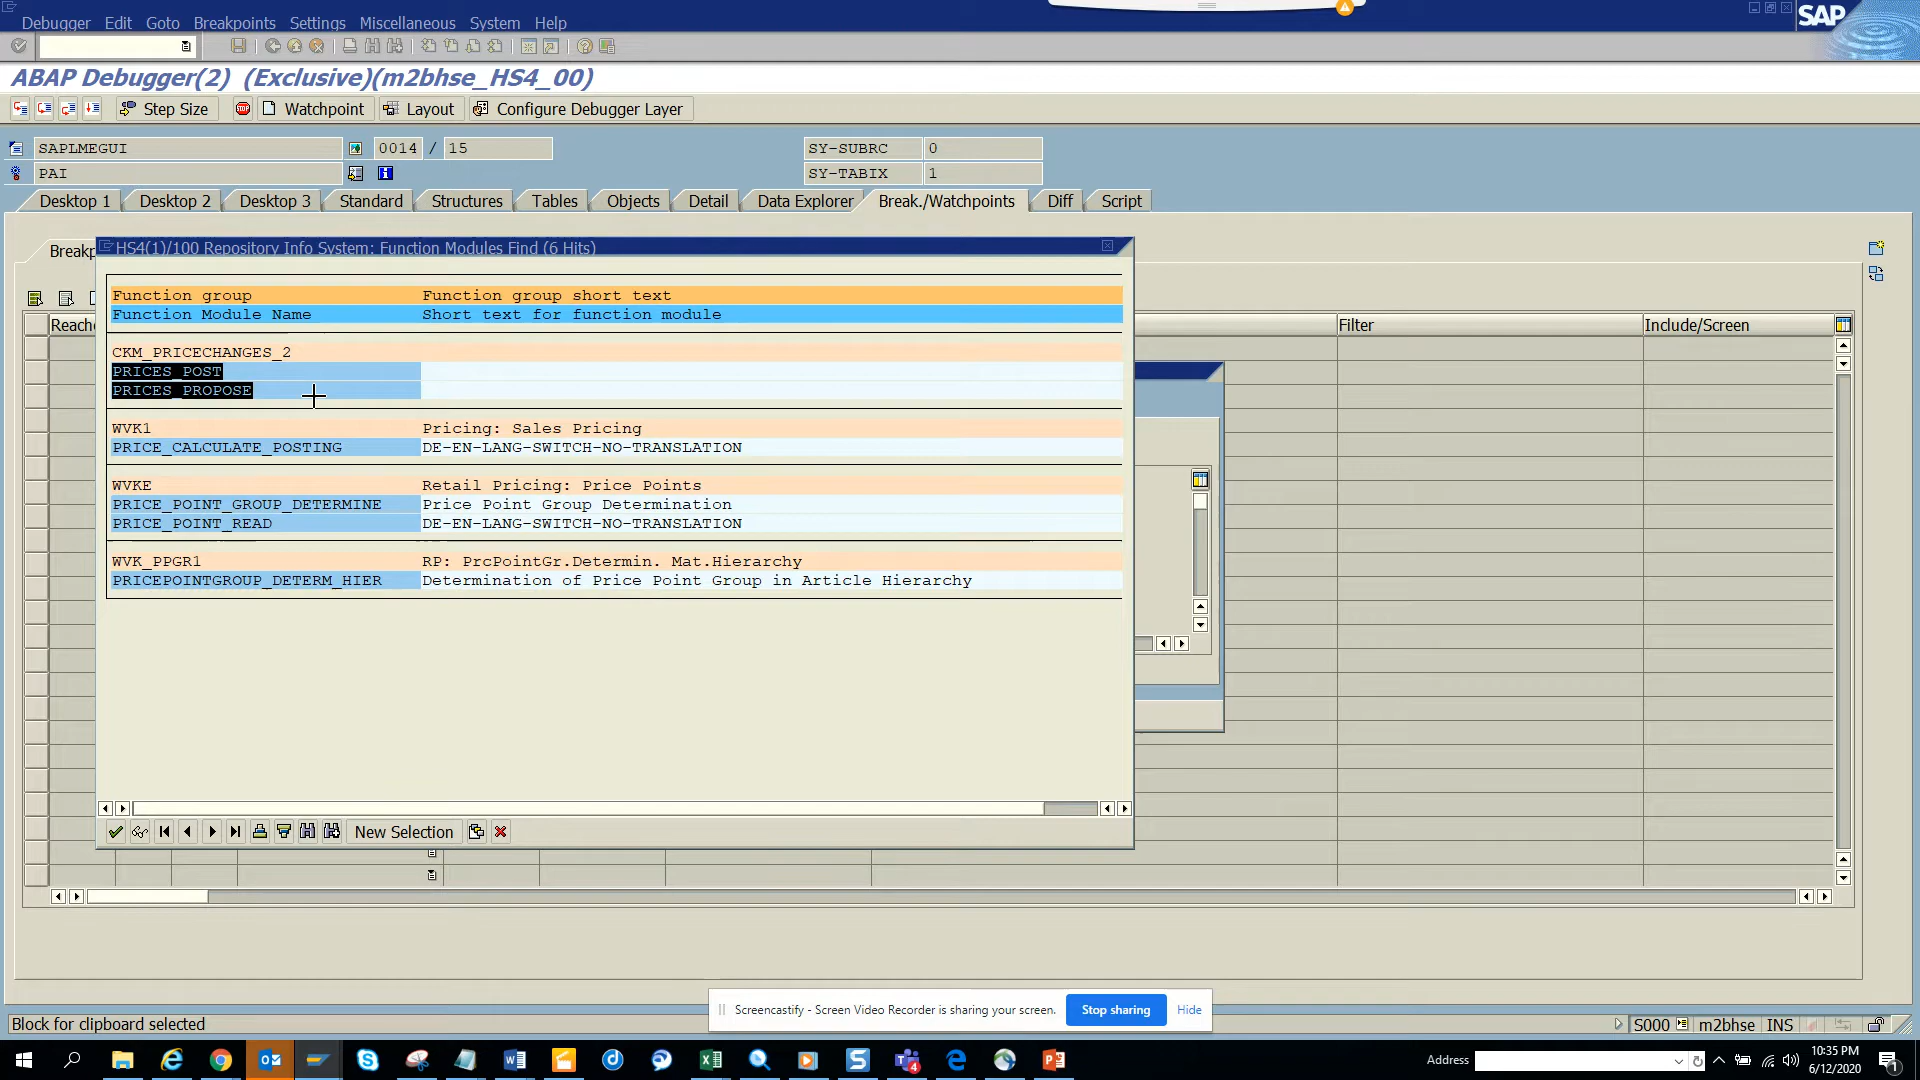 Debugger Edit Goto Breakpoints Settings Miscellaneous System Help
SAP
ABAP Debugger(2) (Exclusive)(m2bhse_HS4_00)
Step Size Watchpoint Layout Configure Debugger Layer
SAPLMEGUI 0014 / 15 SY-SUBRC 0
PAI SY-TABIX 1
Desktop 1 Desktop 2 Desktop 3 Standard Structures Tables Objects Detail Data Explorer Break./Watchpoints Diff Script
HS4(1)/100 Repository Info System: Function Modules Find (6 Hits)
Function group Function group short text
Function Module Name Short text for function module
Filter Include/Screen
CKM_PRICECHANGES_2
PRICES_POST
PRICES_PROPOSE
WVK1 Pricing: Sales Pricing
PRICE_CALCULATE_POSTING DE-EN-LANG-SWITCH-NO-TRANSLATION
WVKE Retail Pricing: Price Points
PRICE_POINT_GROUP_DETERMINE Price Point Group Determination
PRICE_POINT_READ DE-EN-LANG-SWITCH-NO-TRANSLATION
WVK_PPGR1 RP: PrcPointGr.Determin. Mat.Hierarchy
PRICEPOINTGROUP_DETERM_HIER Determination of Price Point Group in Article Hierarchy
New Selection
Screencastify - Screen Video Recorder is sharing your screen. Stop sharing Hide
Block for clipboard selected S000 m2bhse INS
Address 10:35 PM
6/12/2020